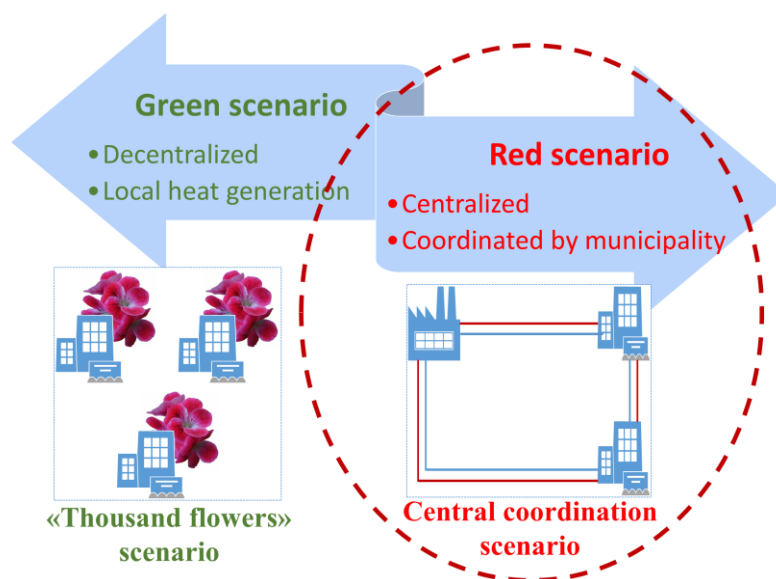 Green scenario
•Decentralized
•Local heat generation
Red scenario
•Centralized
•Coordinated by municipality
«Thousand flowers»
scenario
Central coordination
scenario